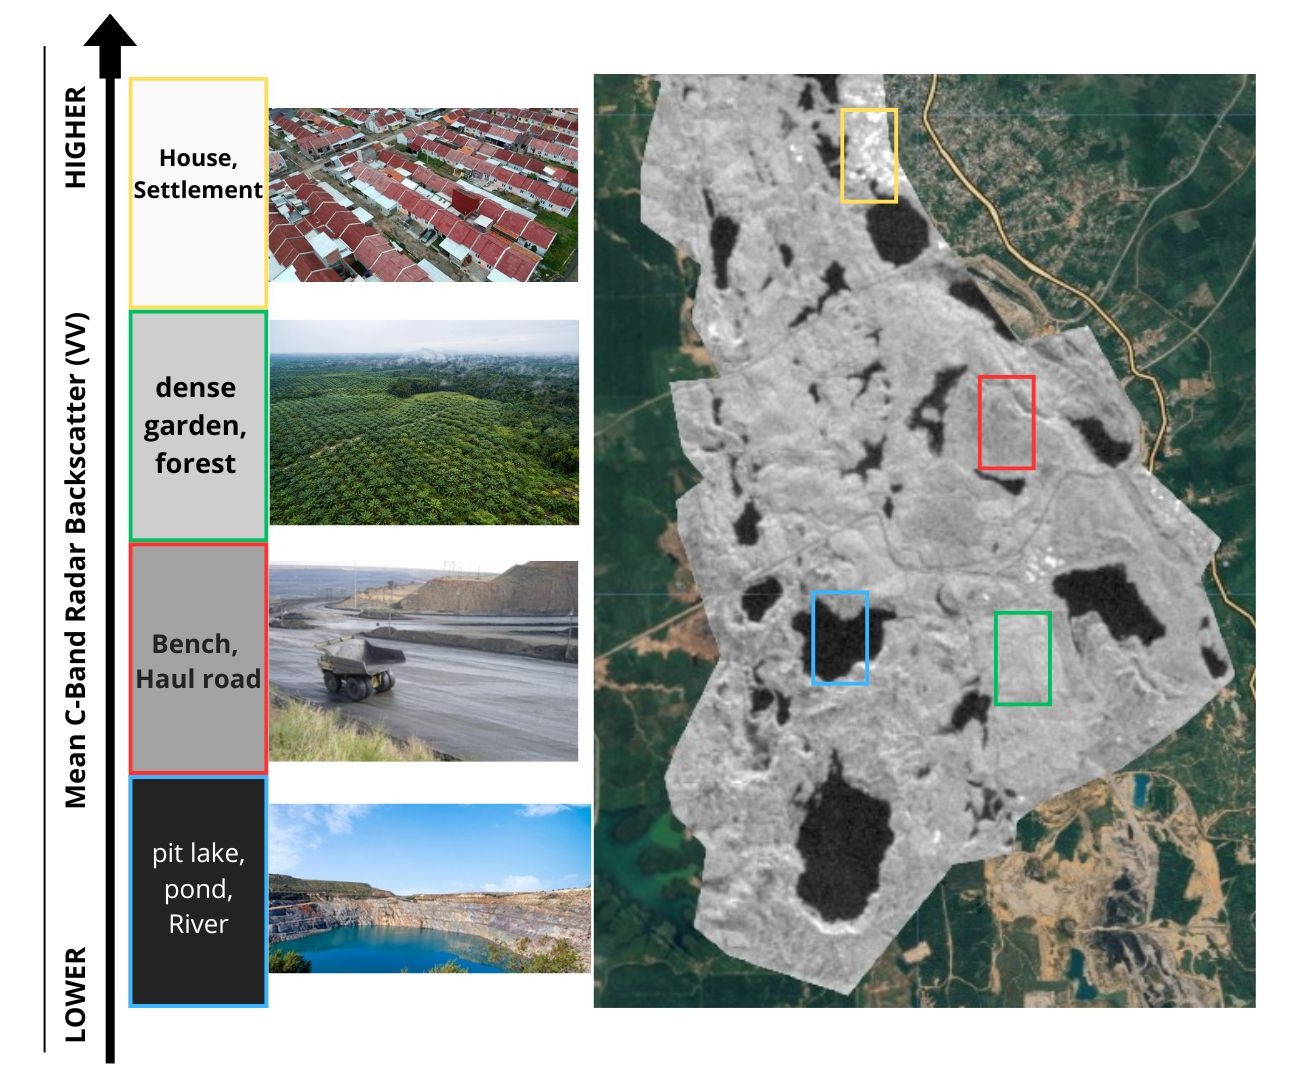 HIGHER
Mean C-Band Radar Backscatter (VV)
LOWER
House,
Settlement
dense
garden,
forest
Bench,
Haul road
pit lake,
pond,
River